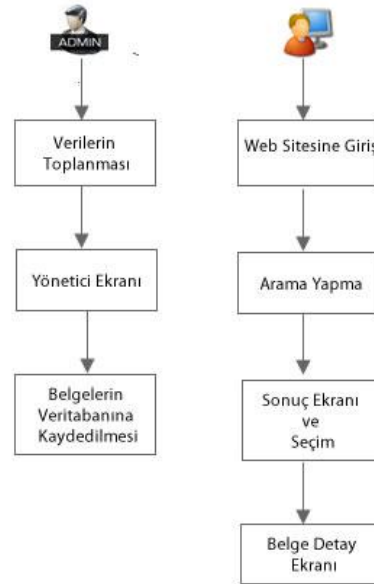 ADMIN
Verilerin
Toplanması
Yönetici Ekranı
Belgelerin
Veritabanına
Kaydedilmesi
Web Sitesine Giriş
Arama Yapma
Sonuç Ekranı
ve
Seçim
Belge Detay
Ekranı